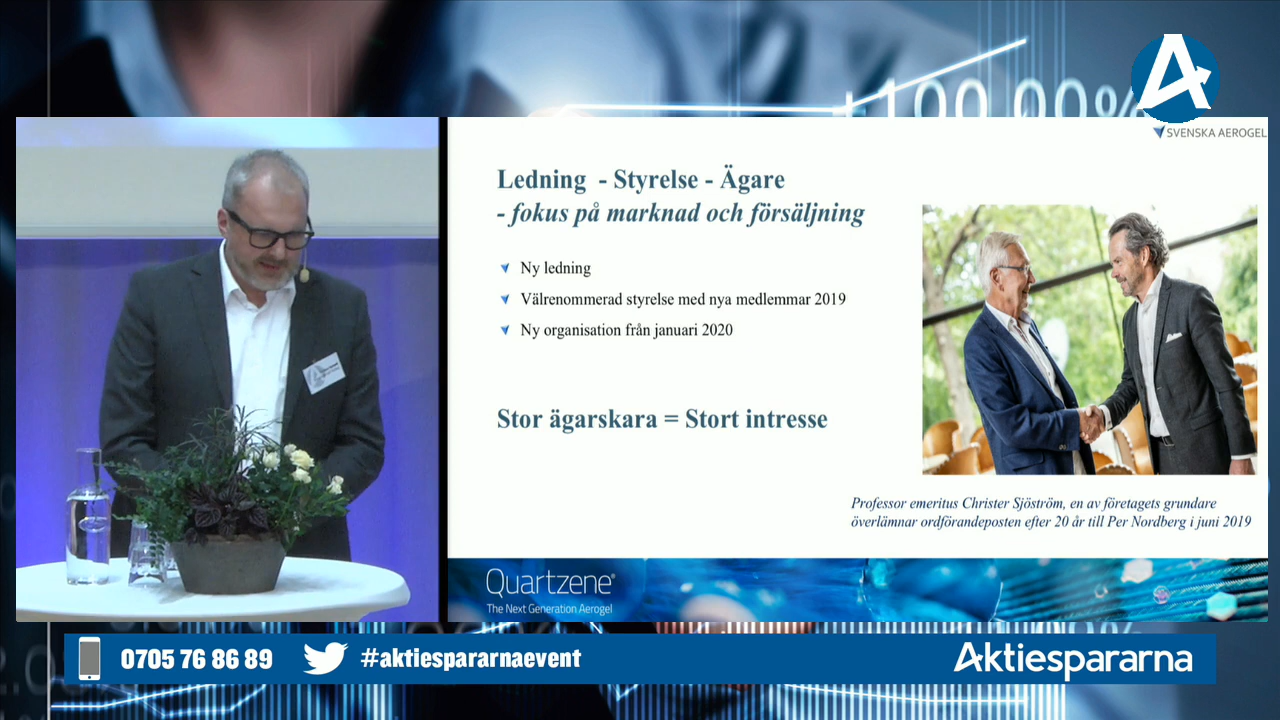 +100,00%
SVENSKA AEROGEL
Ledning - Styrelse - Ägare
- fokus på marknad och försäljning
Ny ledning
Välrenommerad styrelse med nya medlemmar 2019
Ny organisation från januari 2020
Stor ägarskara = Stort intresse
Professor emeritus Christer Sjöström, en av företagets grundare
överlämnar ordförandeposten efter 20 år till Per Nordberg i juni 2019
Quartzene®
The Next Generation Aerogel
0705 76 86 89
#aktiespararnaevent
Aktiespararna